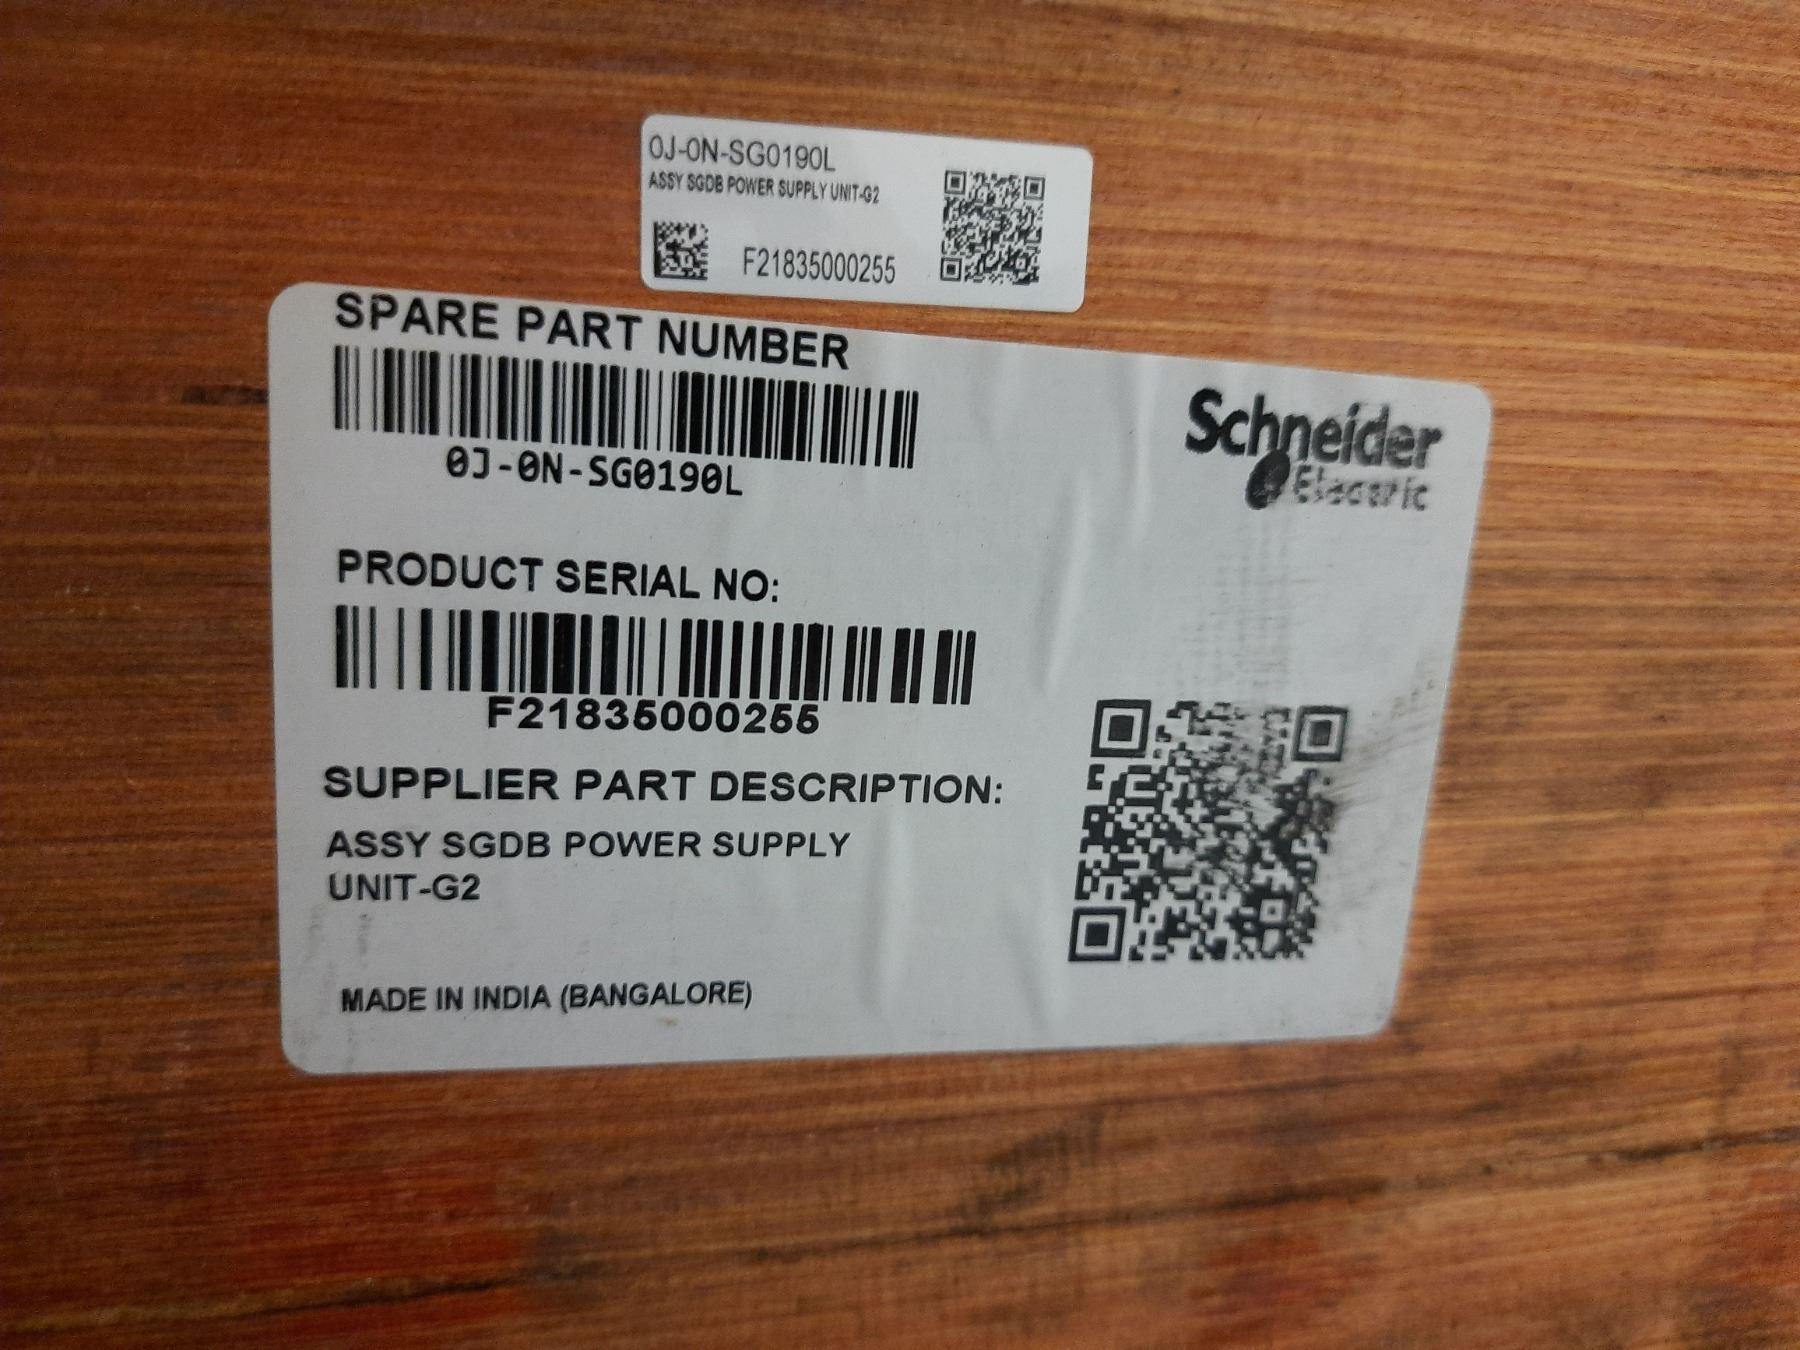 0J-0N-SG0190L
ASSY SGDB POWER SUPPLY UNIT-G2
F21835000255
SPARE PART NUMBER
0J-0N-SG0190L
Schneider
Electric
PRODUCT SERIAL NO:
F21835000255
SUPPLIER PART DESCRIPTION:
ASSY SGDB POWER SUPPLY
UNIT-G2
MADE IN INDIA (BANGALORE)